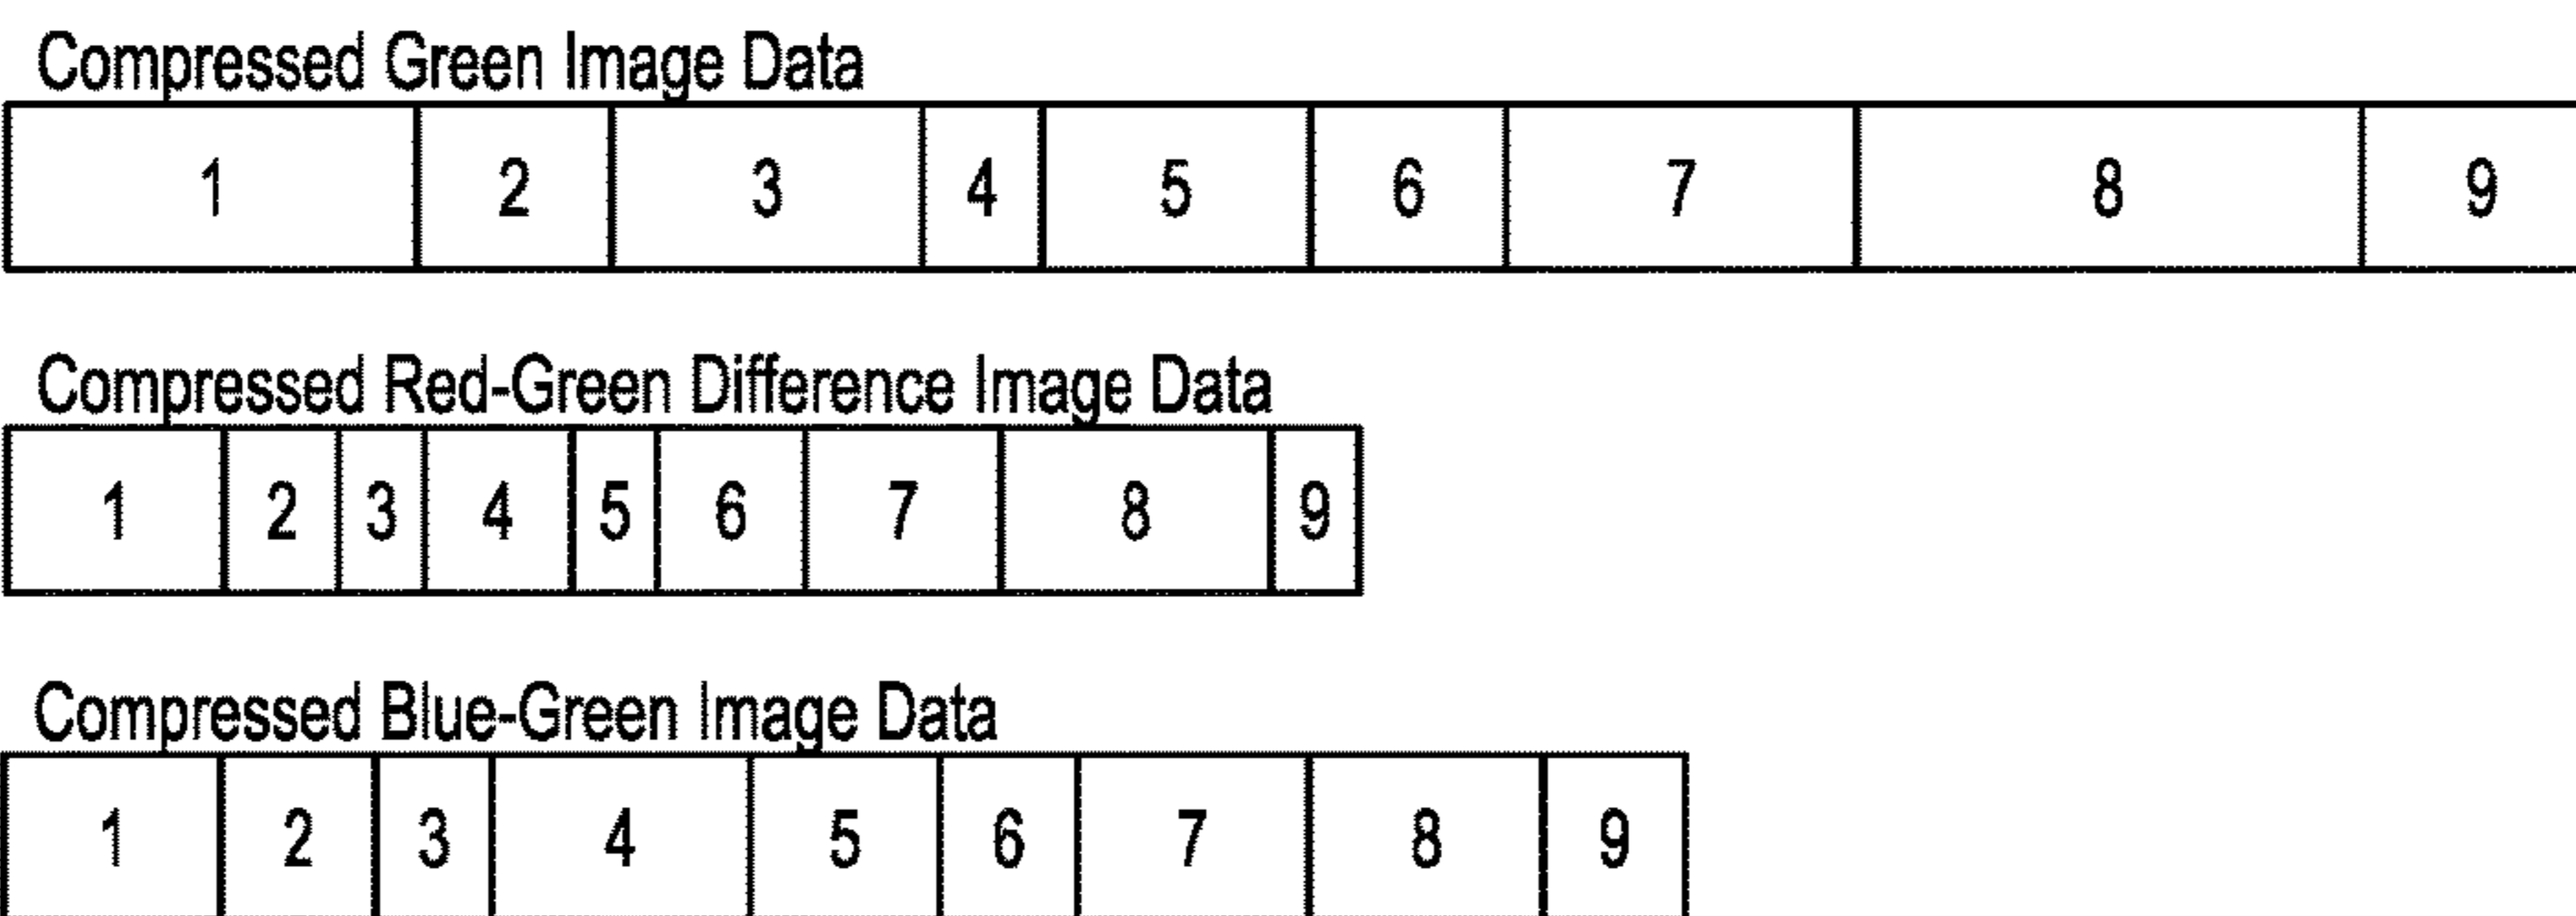 Compressed Green Image Data
1 2 3 4 5 6 7 8 9
Compressed Red-Green Difference Image Data
1 2 3 4 5 6 7 8 9
Compressed Blue-Green Image Data
1 2 3 4 5 6 7 8 9